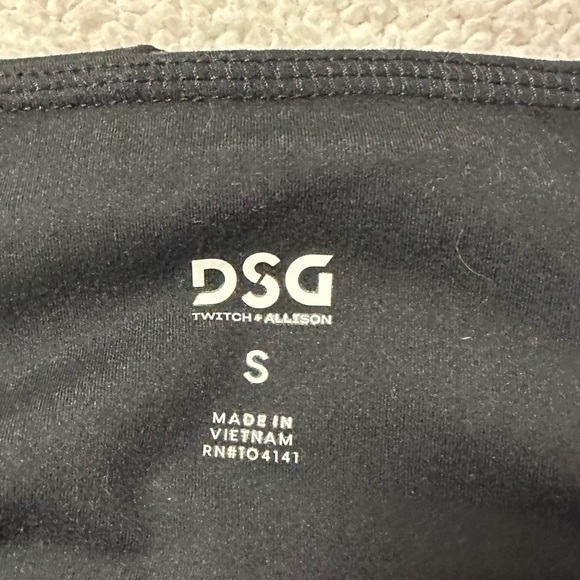 DSG
TWITCH + ALLISON
S
MADE IN
VIETNAM
RN#104141